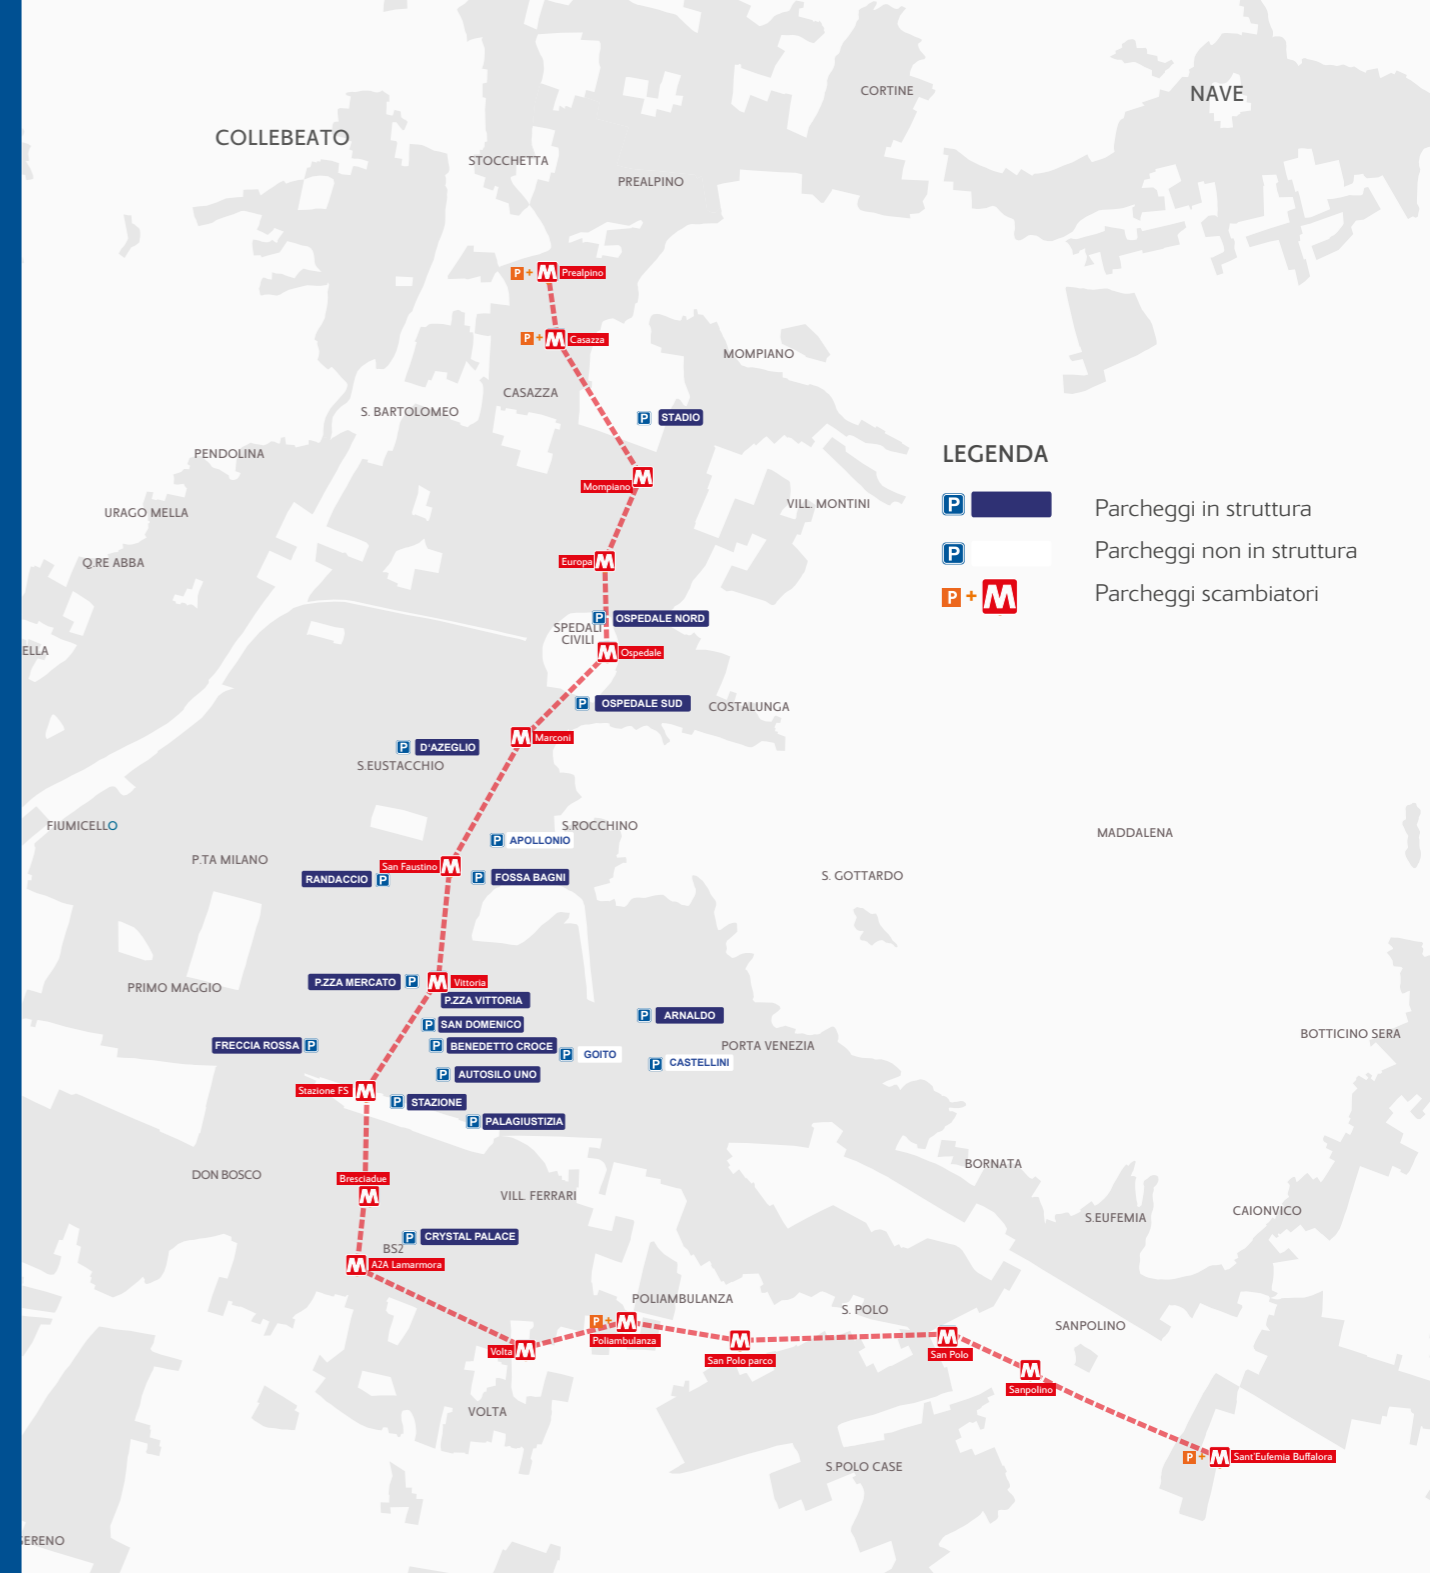 CORTINE
NAVE
COLLEBEATO
STOCCHETTA
PREALPINO
P + M Prealpino
P + M Casazza
MOMPIANO
CASAZZA
S. BARTOLOMEO
P STADIO
PENDOLINA
LEGENDA
M
Mompiano
VILL. MONTINI
P
Parcheggi in struttura
URAGO MELLA
P
Parcheggi non in struttura
Q.RE ABBA
Europa M
P + M
Parcheggi scambiatori
P OSPEDALE NORD
SPEDALI
CIVILI
ELLA
M Ospedale
P OSPEDALE SUD
COSTALUNGA
M Marconi
P D'AZEGLIO
S.EUSTACCHIO
FIUMICELLO
S.ROCCHINO
MADDALENA
P APOLLONIO
P.TA MILANO
San Faustino M
RANDACCIO P
P FOSSA BAGNI
S. GOTTARDO
P.ZZA MERCATO P
M Vittoria
PRIMO MAGGIO
P.ZZA VITTORIA
P ARNALDO
P SAN DOMENICO
BOTTICINO SERA
FRECCIA ROSSA P
P BENEDETTO CROCE
PORTA VENEZIA
P GOITO
P CASTELLINI
P AUTOSILO UNO
Stazione FS M
P STAZIONE
P PALAGIUSTIZIA
BORNATA
DON BOSCO
Bresciadue
M
VILL. FERRARI
CAIONVICO
S.EUFEMIA
P CRYSTAL PALACE
BS2
M A2A Lamarmora
POLIAMBULANZA
S. POLO
P + M
SANPOLINO
Poliambulanza
M
M
Volta M
San Polo parco
San Polo
M
Sanpolino
VOLTA
P + M Sant'Eufemia Buffalora
S.POLO CASE
SERENO